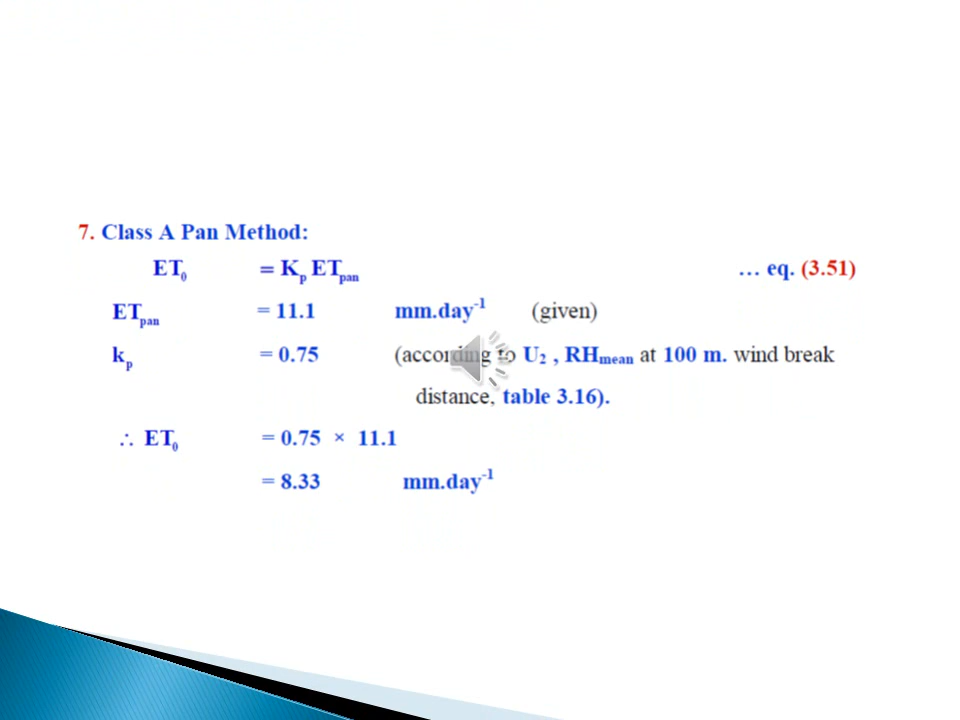 7. Class A Pan Method:
ET₀ = Kₚ ETpan … eq. (3.51)
ETpan = 11.1 mm.day⁻¹ (given)
kₚ = 0.75 (according to U₂ , RHmean at 100 m. wind break
distance, table 3.16).
∴ ET₀ = 0.75 × 11.1
= 8.33 mm.day⁻¹